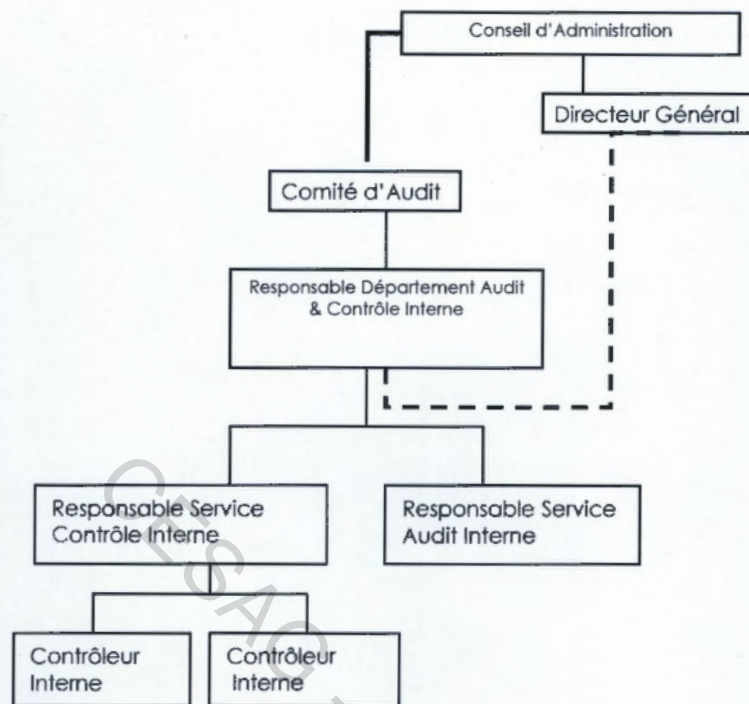 Conseil d'Administration
Directeur Général
Comité d'Audit
Responsable Département Audit
& Contrôle Interne
Responsable Service
Contrôle Interne
Responsable Service
Audit Interne
Contrôleur
Interne
Contrôleur
Interne
CESAG